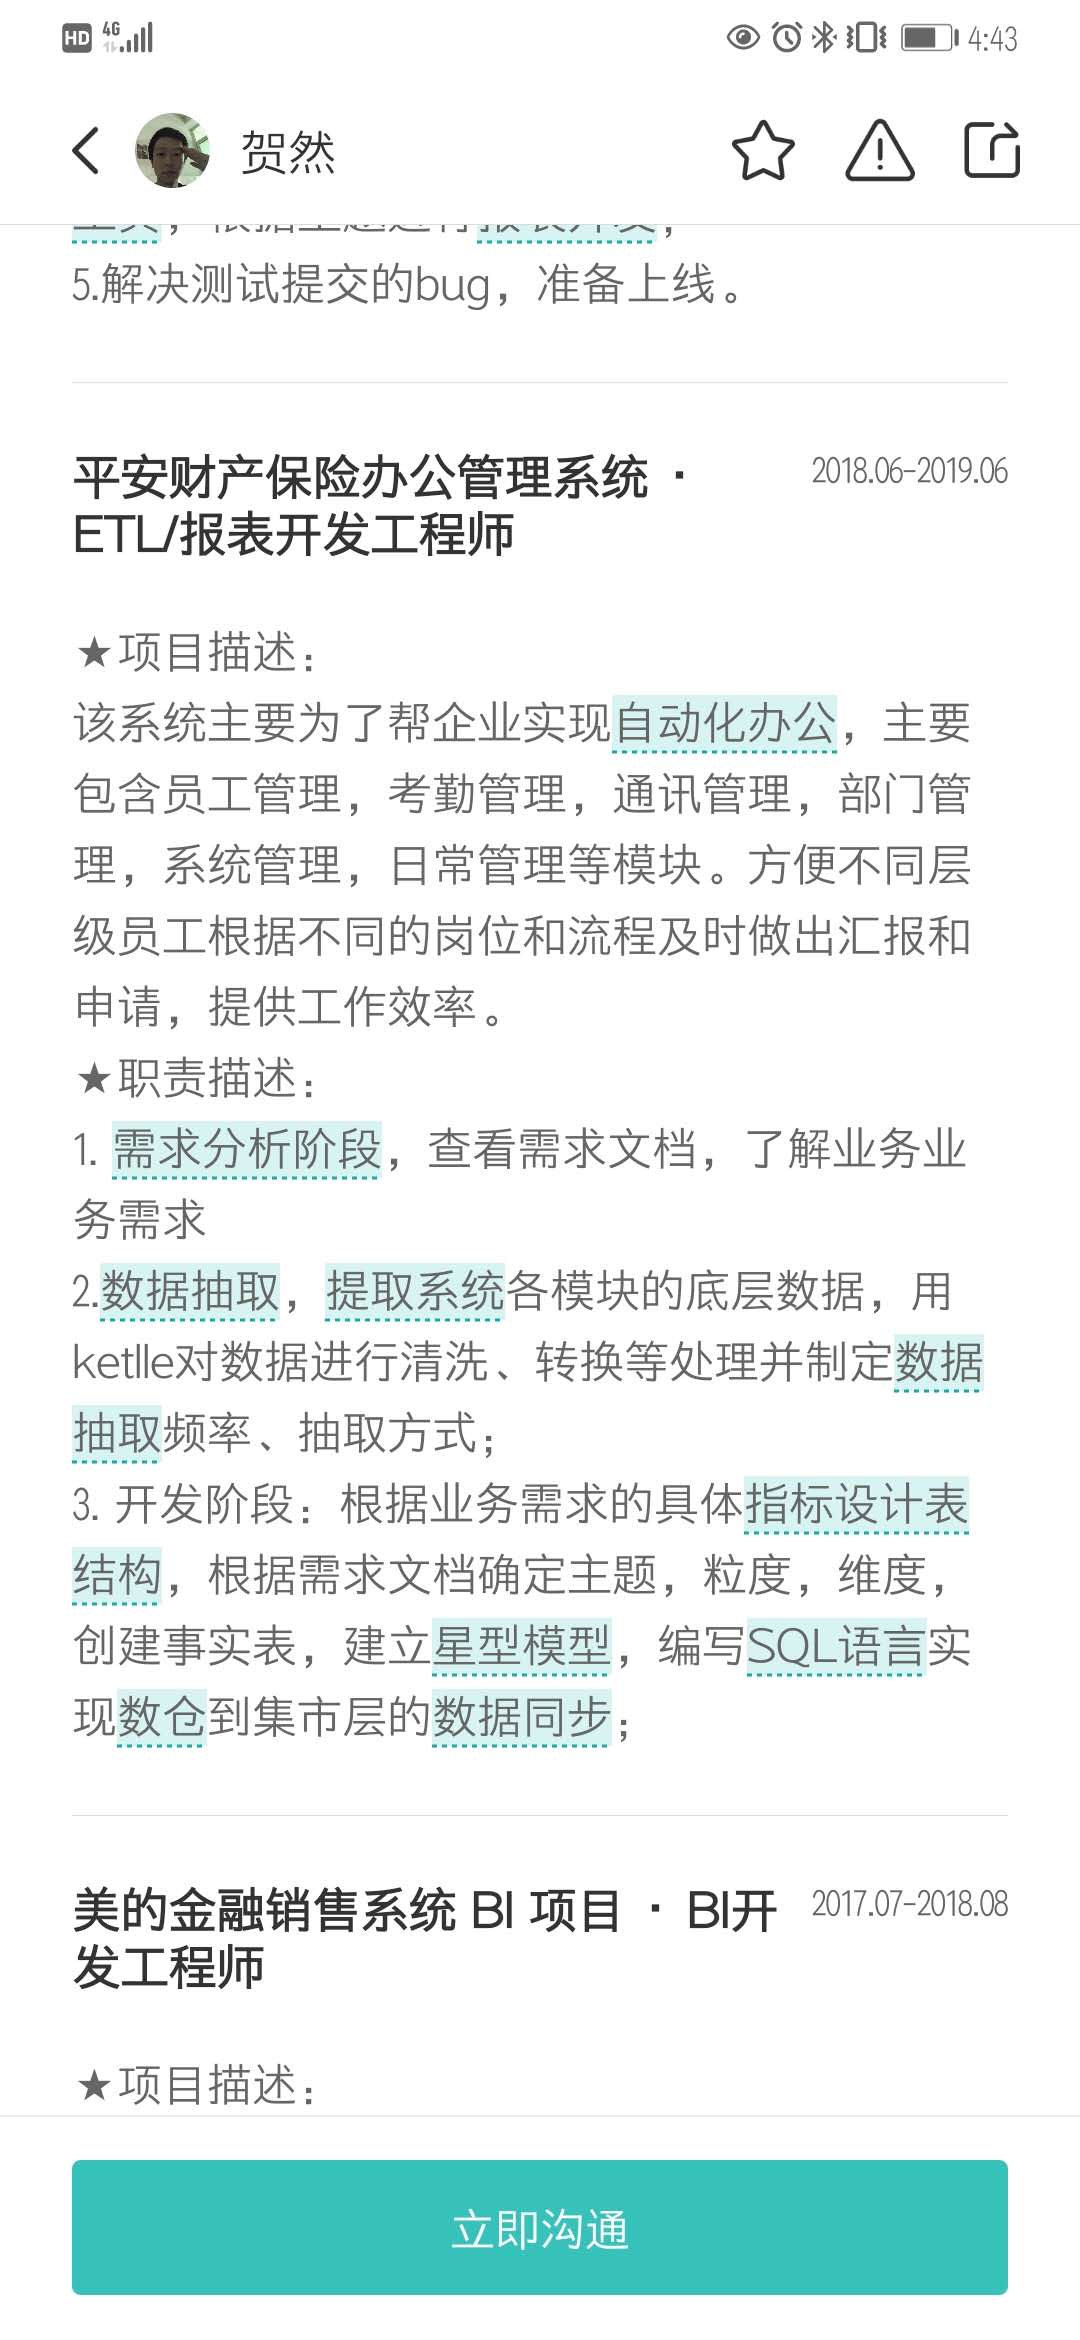 HD 4G 4:43
贺然
5.解决测试提交的bug，准备上线。
平安财产保险办公管理系统 · 2018.06-2019.06
ETL/报表开发工程师
★项目描述：
该系统主要为了帮企业实现自动化办公，主要
包含员工管理，考勤管理，通讯管理，部门管
理，系统管理，日常管理等模块。方便不同层
级员工根据不同的岗位和流程及时做出汇报和
申请，提供工作效率。
★职责描述：
1. 需求分析阶段，查看需求文档，了解业务业
务需求
2.数据抽取，提取系统各模块的底层数据，用
ketlle对数据进行清洗、转换等处理并制定数据
抽取频率、抽取方式；
3. 开发阶段：根据业务需求的具体指标设计表
结构，根据需求文档确定主题，粒度，维度，
创建事实表，建立星型模型，编写SQL语言实
现数仓到集市层的数据同步；
美的金融销售系统 BI 项目 · BI开 2017.07-2018.08
发工程师
★项目描述：
立即沟通